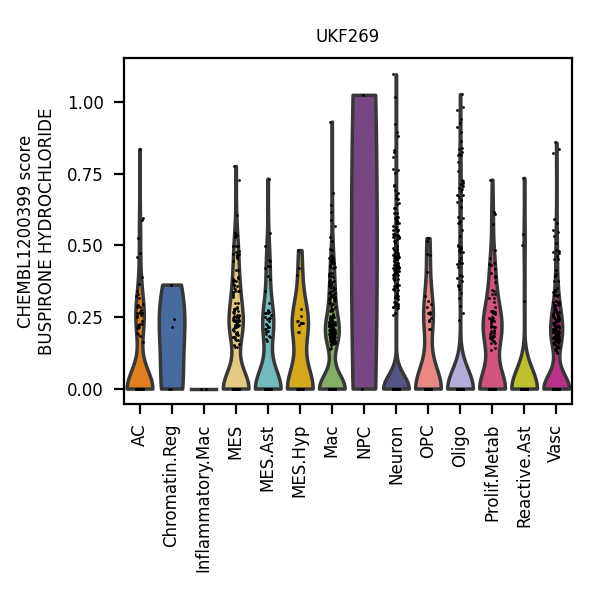 UKF269
CHEMBL1200399 score
BUSPIRONE HYDROCHLORIDE
1.00
0.75
0.50
0.25
0.00
AC
Chromatin.Reg
Inflammatory.Mac
MES
MES.Ast
MES.Hyp
Mac
NPC
Neuron
OPC
Oligo
Prolif.Metab
Reactive.Ast
Vasc